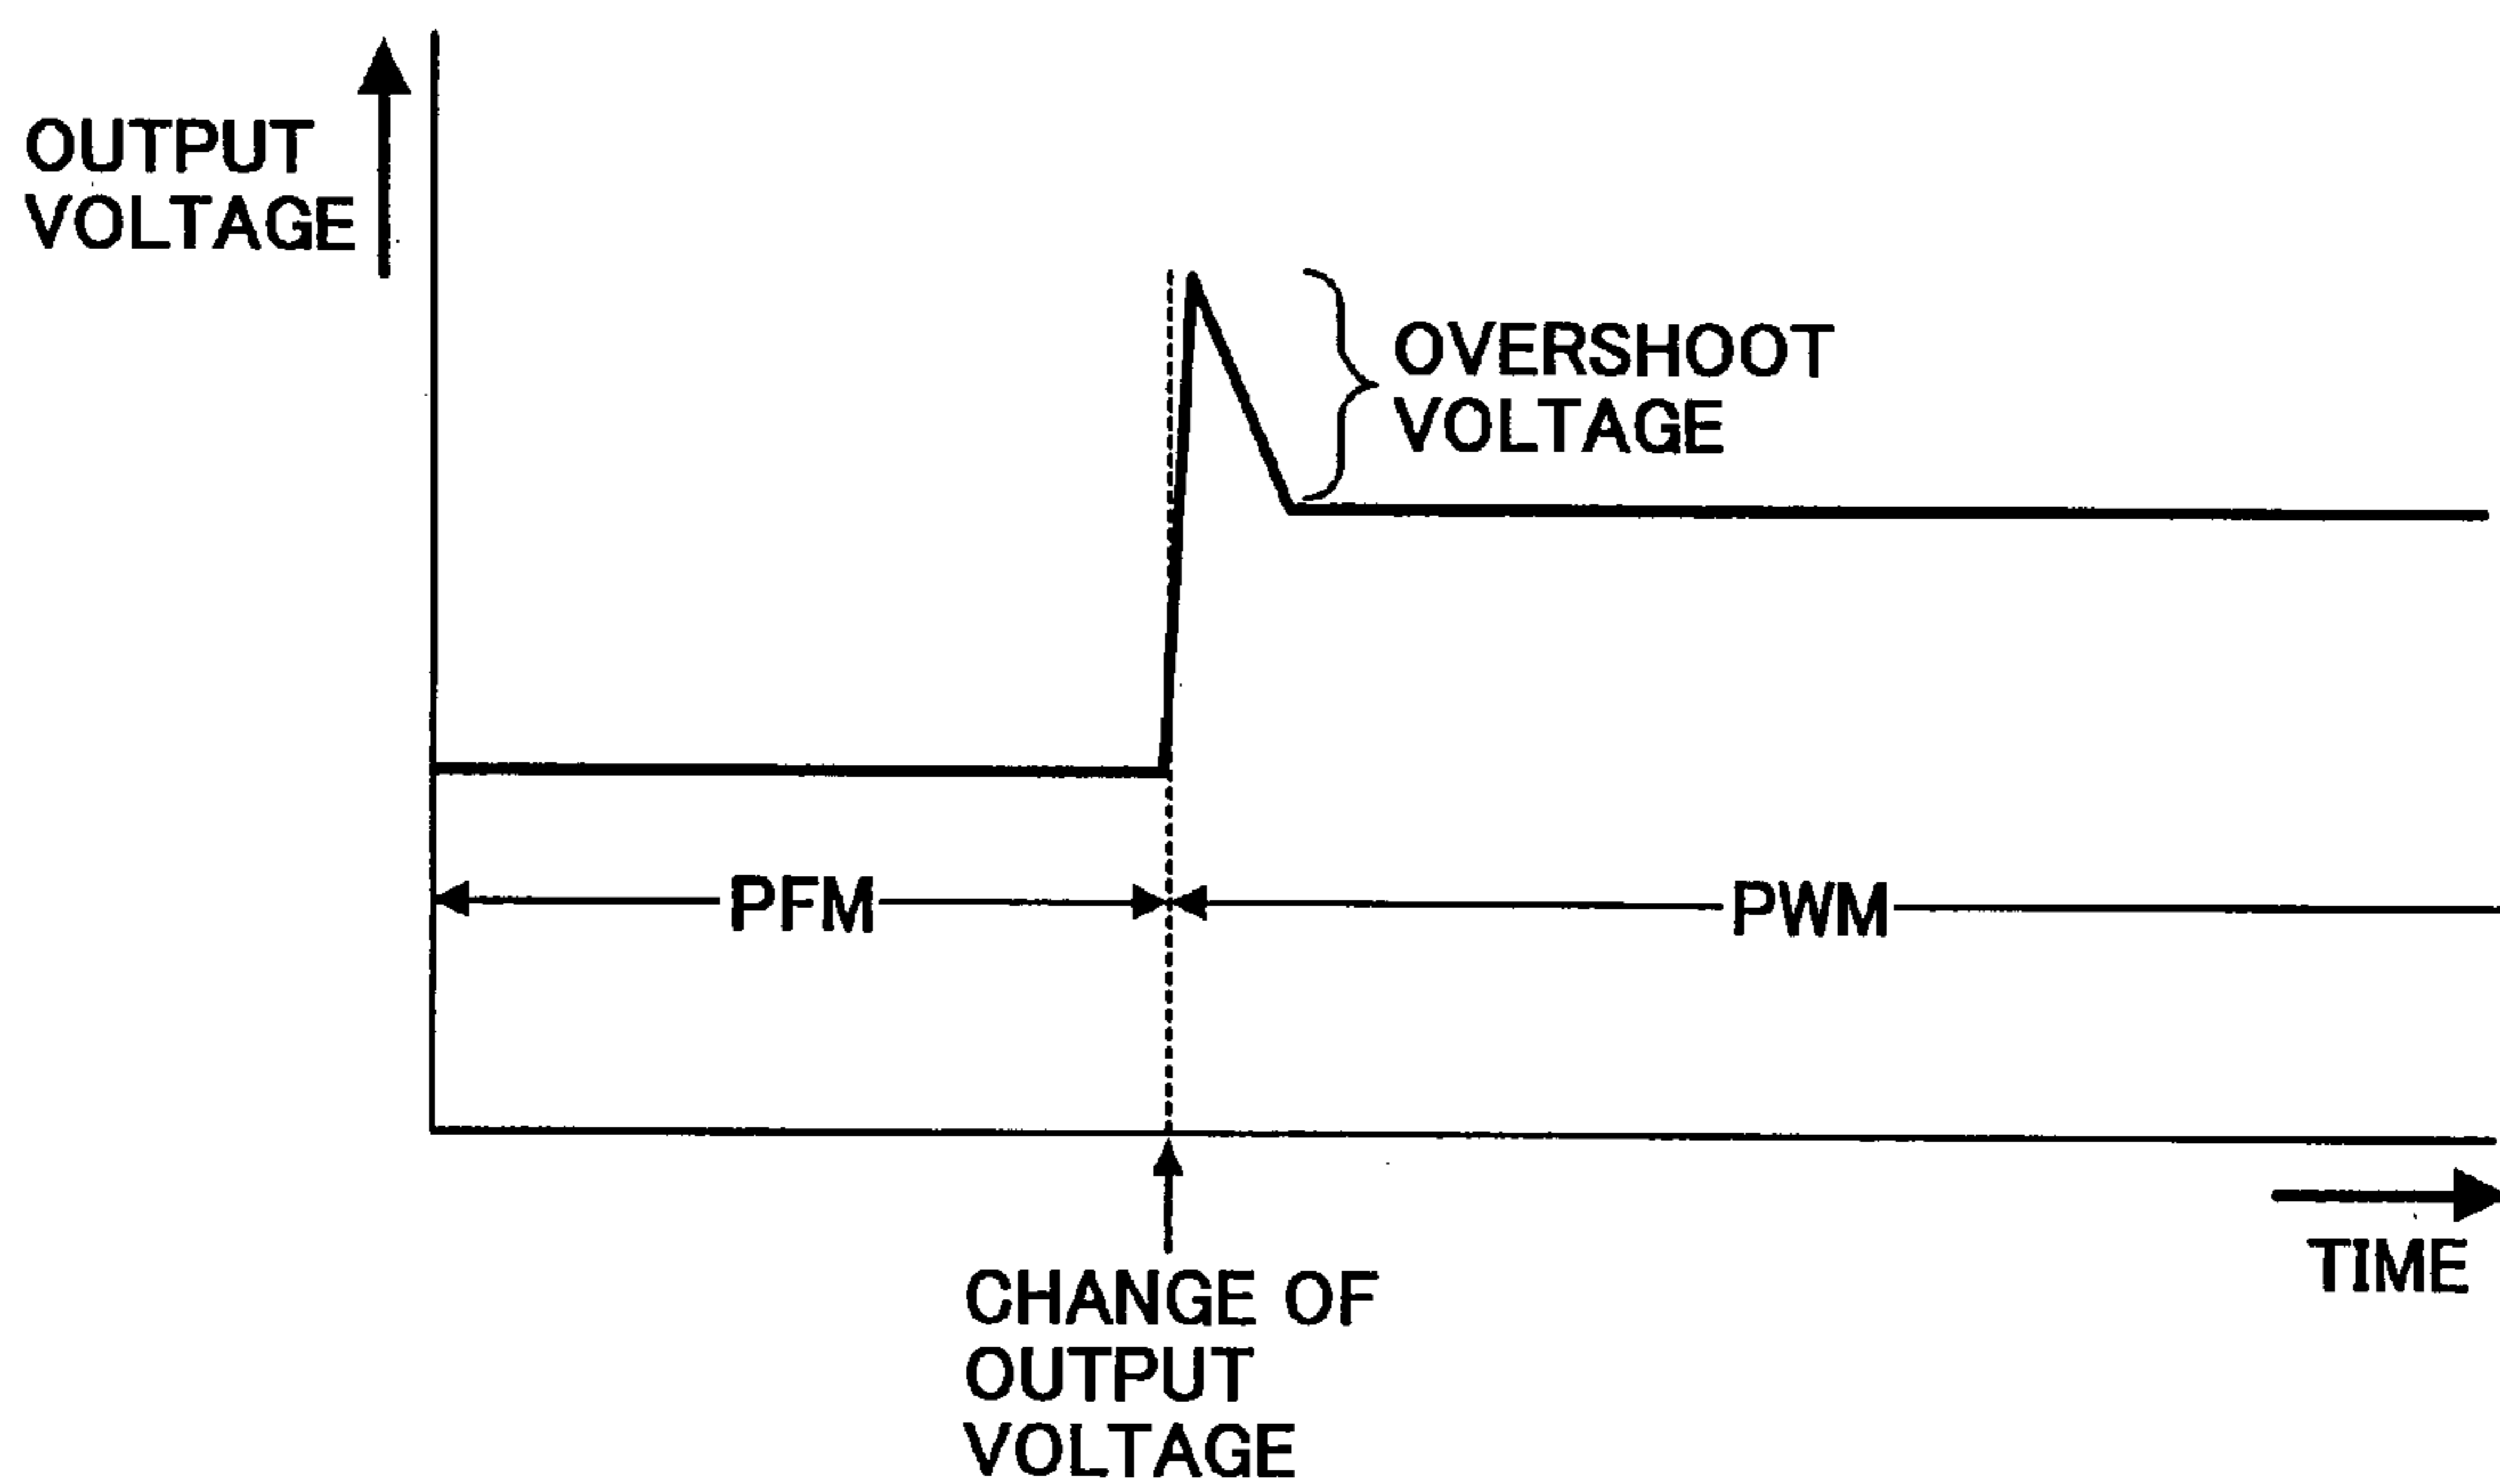 OUTPUT
VOLTAGE
OVERSHOOT
VOLTAGE
PFM
PWM
TIME
CHANGE OF
OUTPUT
VOLTAGE